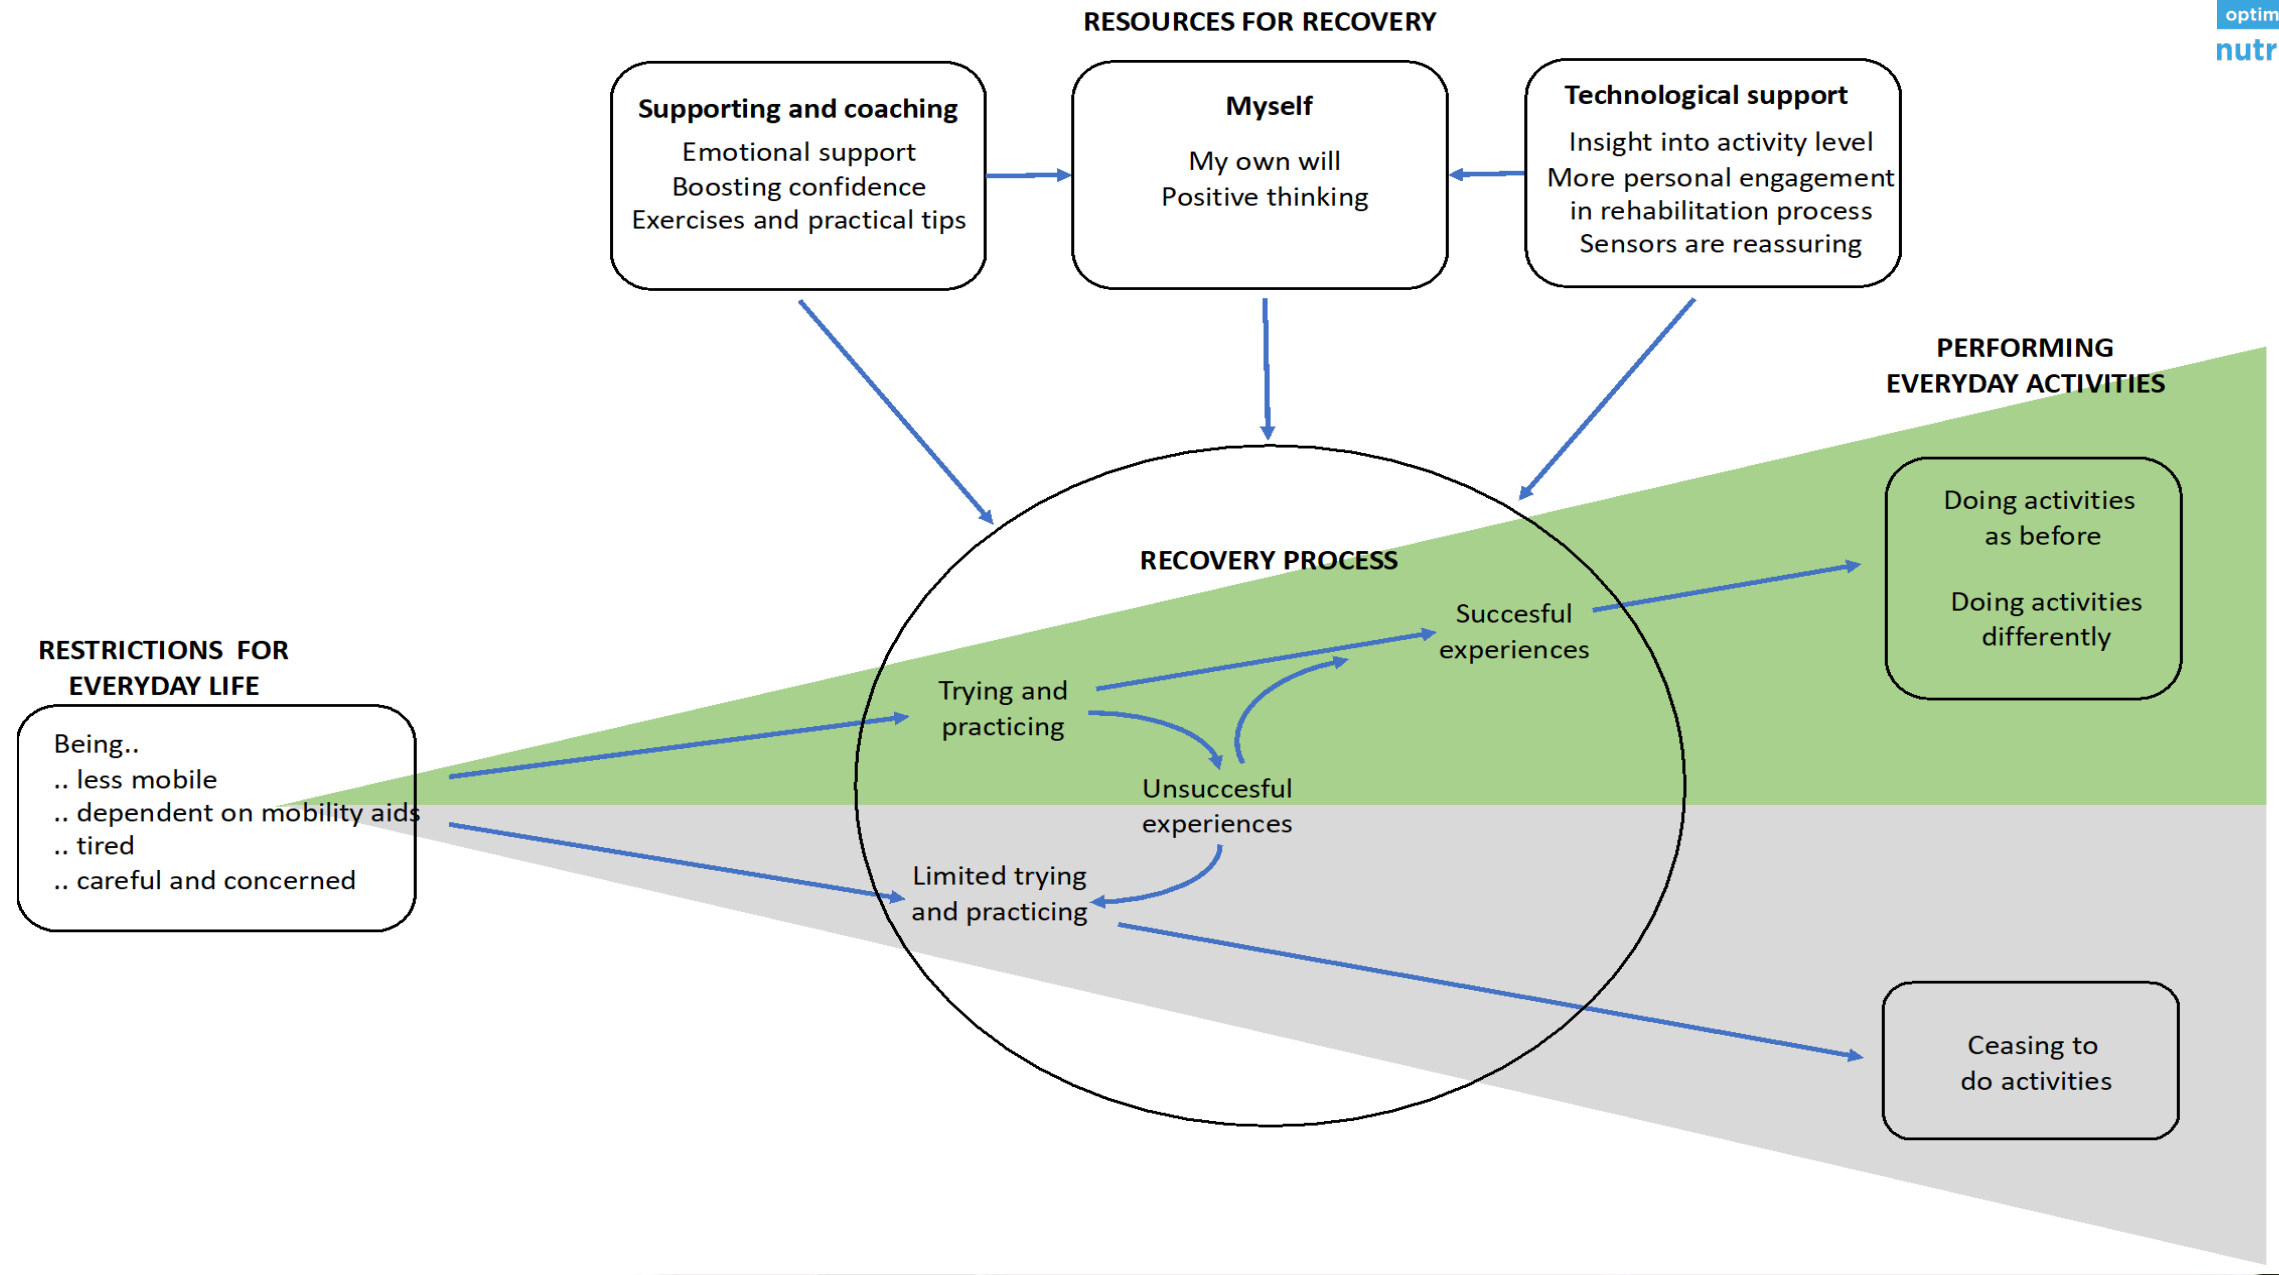 RESOURCES FOR RECOVERY
optim
nutr
Supporting and coaching
Emotional support
Boosting confidence
Exercises and practical tips
Myself
My own will
Positive thinking
Technological support
Insight into activity level
More personal engagement
in rehabilitation process
Sensors are reassuring
PERFORMING
EVERYDAY ACTIVITIES
Doing activities
as before
Doing activities
differently
RECOVERY PROCESS
Succesful
experiences
Trying and
practicing
Unsuccesful
experiences
Limited trying
and practicing
RESTRICTIONS FOR
EVERYDAY LIFE
Being..
.. less mobile
.. dependent on mobility aids
.. tired
.. careful and concerned
Ceasing to
do activities